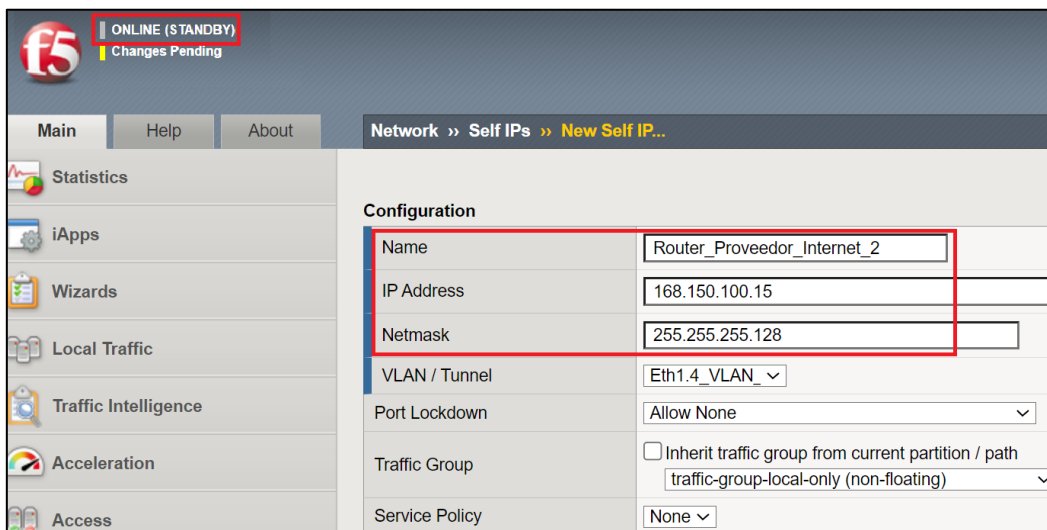 f5
ONLINE (STANDBY)
Changes Pending
Main Help About
Network ›› Self IPs ›› New Self IP...
Statistics
iApps
Wizards
Local Traffic
Traffic Intelligence
Acceleration
Access
Configuration
Name Router_Proveedor_Internet_2
IP Address 168.150.100.15
Netmask 255.255.255.128
VLAN / Tunnel Eth1.4_VLAN_
Port Lockdown Allow None
Traffic Group Inherit traffic group from current partition / path
traffic-group-local-only (non-floating)
Service Policy None